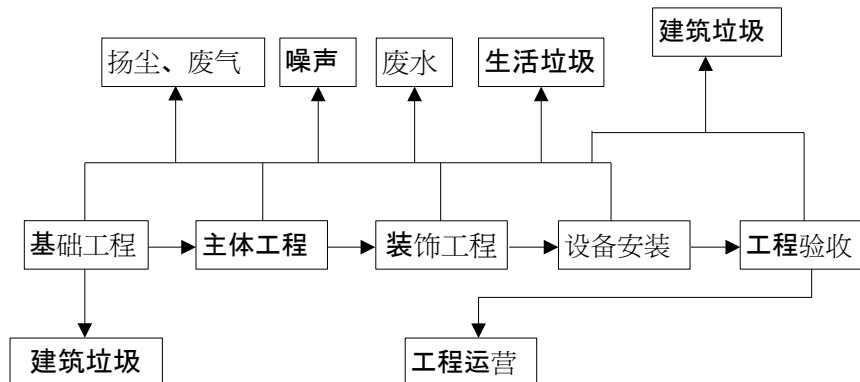 建筑垃圾
扬尘、废气
噪声
废水
生活垃圾
基础工程
主体工程
装饰工程
设备安装
工程验收
建筑垃圾
工程运营